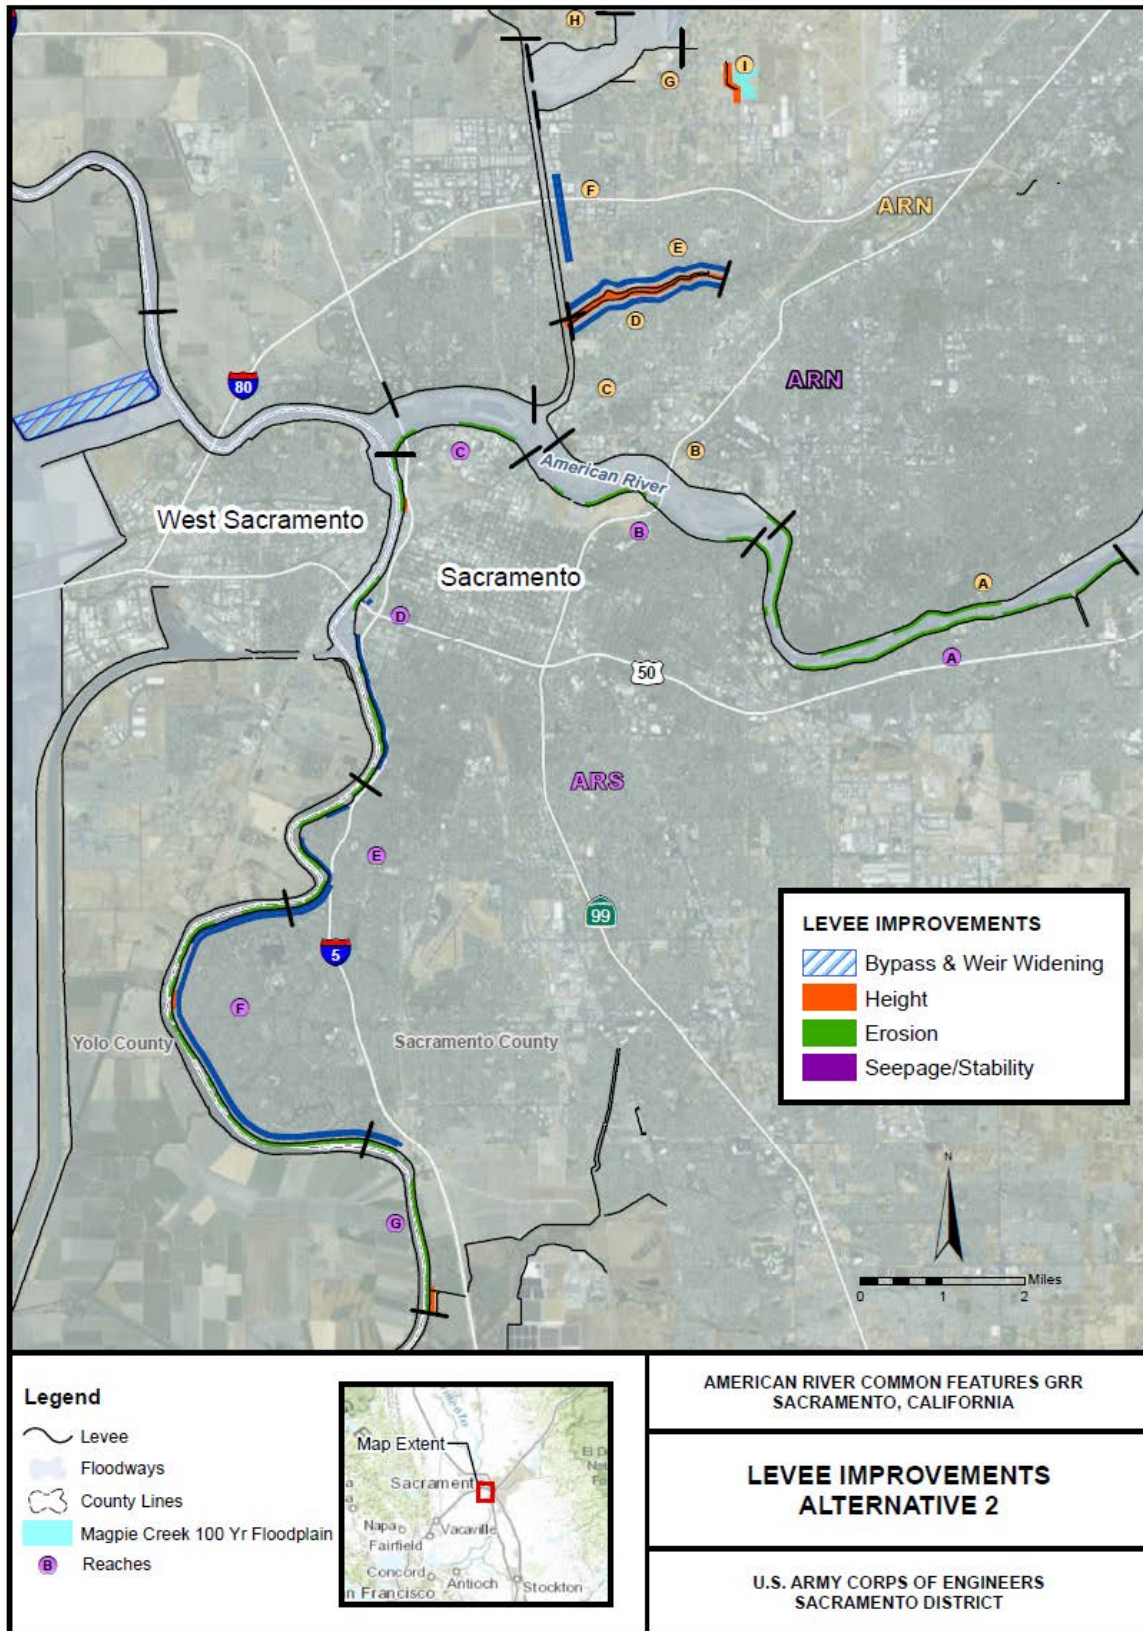 H
I
G
F
ARN
E
D
ARN
80
C
B
C
American River
West Sacramento
B
Sacramento
A
D
A
50
ARS
E
99
LEVEE IMPROVEMENTS
Bypass & Weir Widening
Height
Erosion
Seepage/Stability
5
F
Yolo County
Sacramento County
N
G
Miles
0 1 2
Legend
Levee
Floodways
County Lines
Magpie Creek 100 Yr Floodplain
B Reaches
Map Extent
Sacrament
Napa
Vacaville
Fairfield
Concord
Antioch
Stockton
n Francisco
AMERICAN RIVER COMMON FEATURES GRR
SACRAMENTO, CALIFORNIA
LEVEE IMPROVEMENTS
ALTERNATIVE 2
U.S. ARMY CORPS OF ENGINEERS
SACRAMENTO DISTRICT